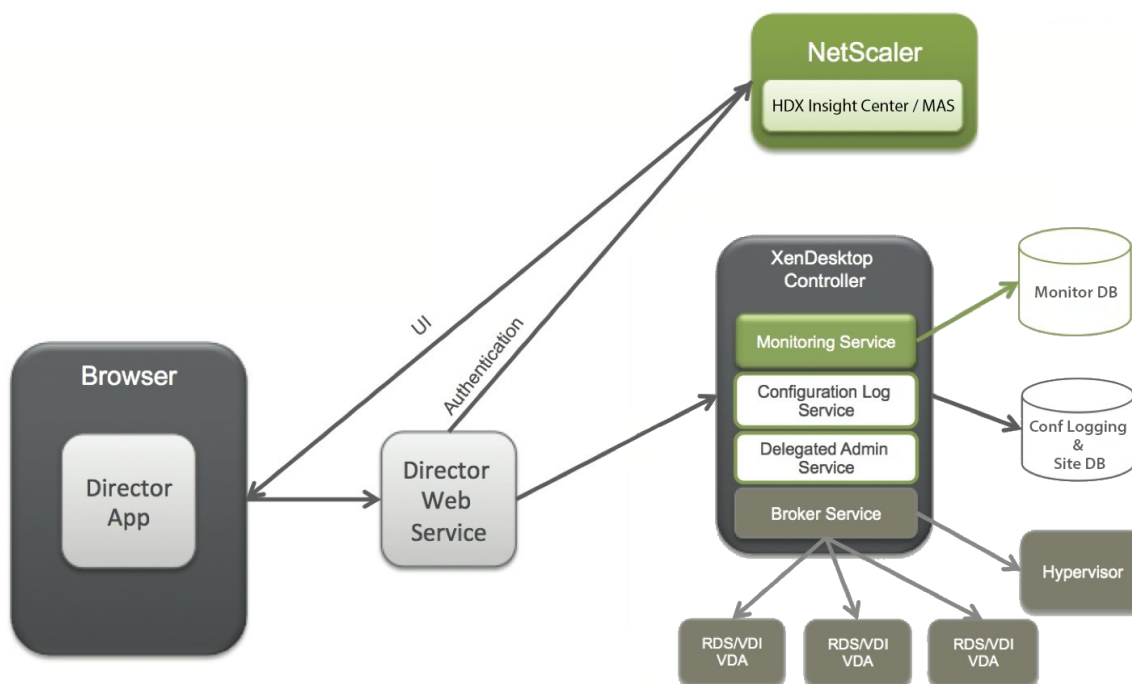 NetScaler
HDX Insight Center / MAS
UI
Authentication
Browser
Director
App
Director
Web
Service
XenDesktop
Controller
Monitoring Service
Configuration Log
Service
Delegated Admin
Service
Broker Service
Monitor DB
Conf Logging
&
Site DB
Hypervisor
RDS/VDI
VDA
RDS/VDI
VDA
RDS/VDI
VDA